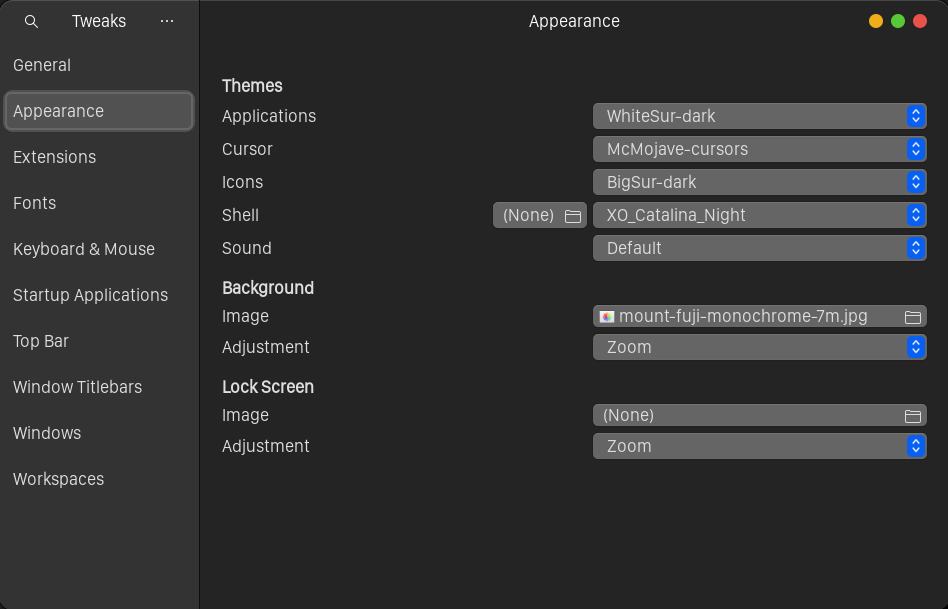 Tweaks
Appearance
General
Appearance
Extensions
Fonts
Keyboard & Mouse
Startup Applications
Top Bar
Window Titlebars
Windows
Workspaces
Themes
Applications WhiteSur-dark
Cursor McMojave-cursors
Icons BigSur-dark
Shell (None) XO_Catalina_Night
Sound Default
Background
Image mount-fuji-monochrome-7m.jpg
Adjustment Zoom
Lock Screen
Image (None)
Adjustment Zoom